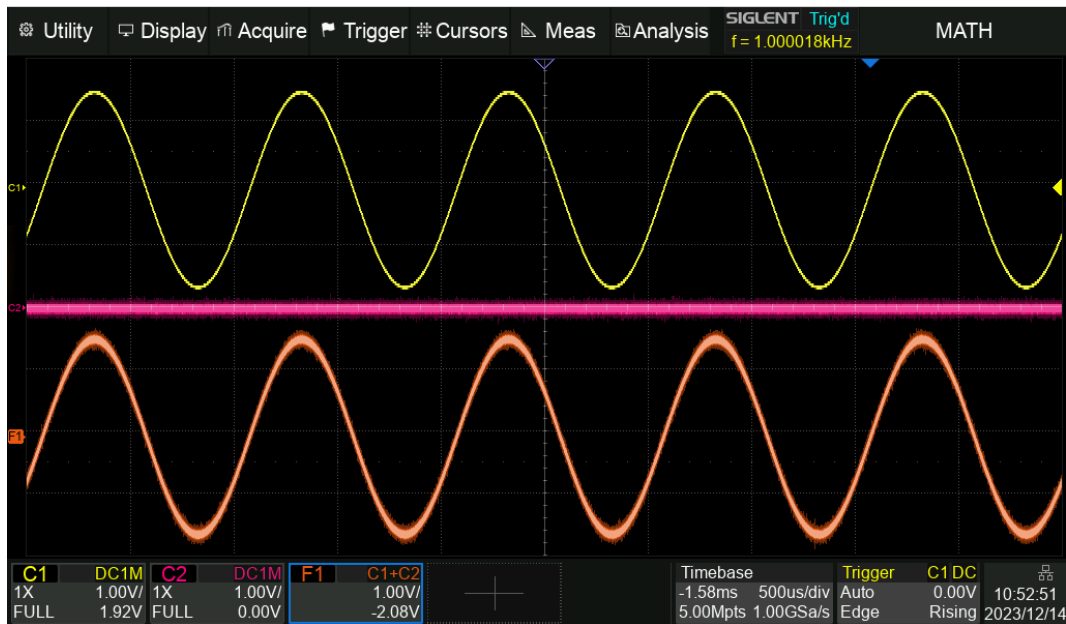 Utility Display Acquire Trigger Cursors Meas Analysis SIGLENT Trig'd MATH
f = 1.000018kHz
C1
C2
F1
C1 DC1M C2 DC1M F1 C1+C2 Timebase Trigger C1 DC
1X 1.00V/ 1X 1.00V/ 1.00V/ -1.58ms 500us/div Auto 0.00V 10:52:51
FULL 1.92V FULL 0.00V -2.08V 5.00Mpts 1.00GSa/s Edge Rising 2023/12/14